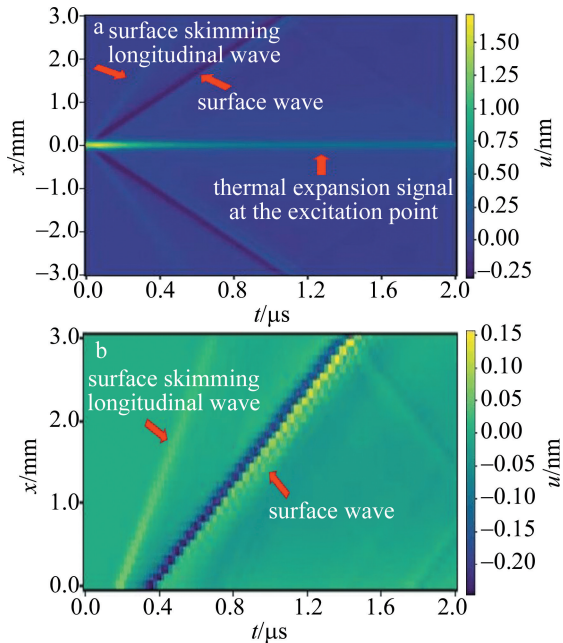 a surface skimming
longitudinal wave
surface wave
thermal expansion signal
at the excitation point
3.0
2.0
1.0
0.0
−1.0
−2.0
−3.0
x/mm
0.0 0.4 0.8 1.2 1.6 2.0
t/μs
1.50
1.25
1.00
0.75
0.50
0.25
0.00
−0.25
u/nm
b
surface skimming
longitudinal wave
surface wave
3.0
2.0
1.0
0.0
x/mm
0.0 0.4 0.8 1.2 1.6 2.0
t/μs
0.15
0.10
0.05
0.00
−0.05
−0.10
−0.15
−0.20
u/nm